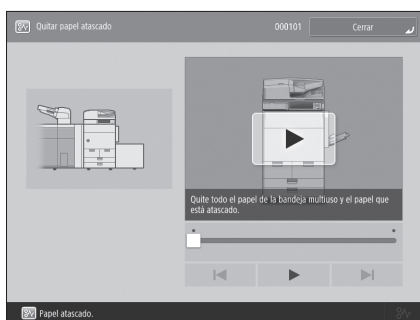 Quitar papel atascado
000101
Cerrar
Quite todo el papel de la bandeja multiuso y el papel que
está atascado.
Papel atascado.